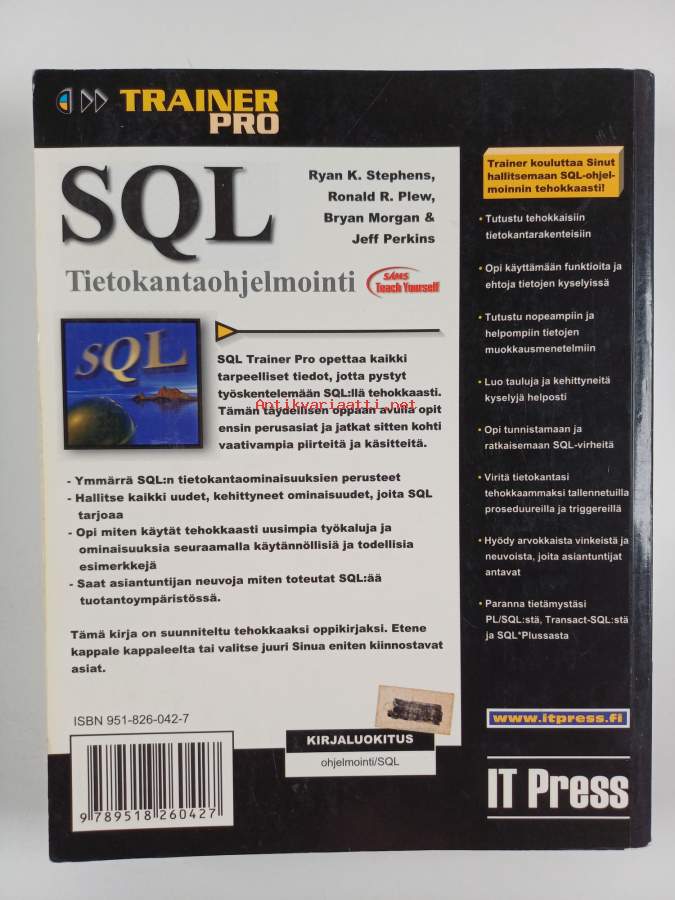 TRAINER
PRO
SQL
Ryan K. Stephens,
Ronald R. Plew,
Bryan Morgan &
Jeff Perkins
Tietokantaohjelmointi
SAMS
Teach Yourself
SQL
SQL Trainer Pro opettaa kaikki
tarpeelliset tiedot, jotta pystyt
työskentelemään SQL:llä tehokkaasti.
Tämän täydellisen oppaan avulla opit
ensin perusasiat ja jatkat sitten kohti
vaativampia piirteitä ja käsitteitä.
Antikvariaatti.net
- Ymmärrä SQL:n tietokantaominaisuuksien perusteet
- Hallitse kaikki uudet, kehittyneet ominaisuudet, joita SQL
tarjoaa
- Opi miten käytät tehokkaasti uusimpia työkaluja ja
ominaisuuksia seuraamalla käytännöllisiä ja todellisia
esimerkkejä
- Saat asiantuntijan neuvoja miten toteutat SQL:ää
tuotantoympäristössä.
Tämä kirja on suunniteltu tehokkaaksi oppikirjaksi. Etene
kappale kappaleelta tai valitse juuri Sinua eniten kiinnostavat
asiat.
ISBN 951-826-042-7
9 789518 260427
KIRJALUOKITUS
ohjelmointi/SQL
Trainer kouluttaa Sinut
hallitsemaan SQL-ohjel-
moinnin tehokkaasti!
• Tutustu tehokkaisiin
tietokantarakenteisiin
• Opi käyttämään funktioita ja
ehtoja tietojen kyselyissä
• Tutustu nopeampiin ja
helpompiin tietojen
muokkausmenetelmiin
• Luo tauluja ja kehittyneitä
kyselyjä helposti
• Opi tunnistamaan ja
ratkaisemaan SQL-virheitä
• Viritä tietokantasi
tehokkaammaksi tallennetuilla
proseduureilla ja triggereillä
• Hyödy arvokkaista vinkeistä ja
neuvoista, joita asiantuntijat
antavat
• Paranna tietämystäsi
PL/SQL:stä, Transact-SQL:stä
ja SQL*Plussasta
www.itpress.fi
IT Press